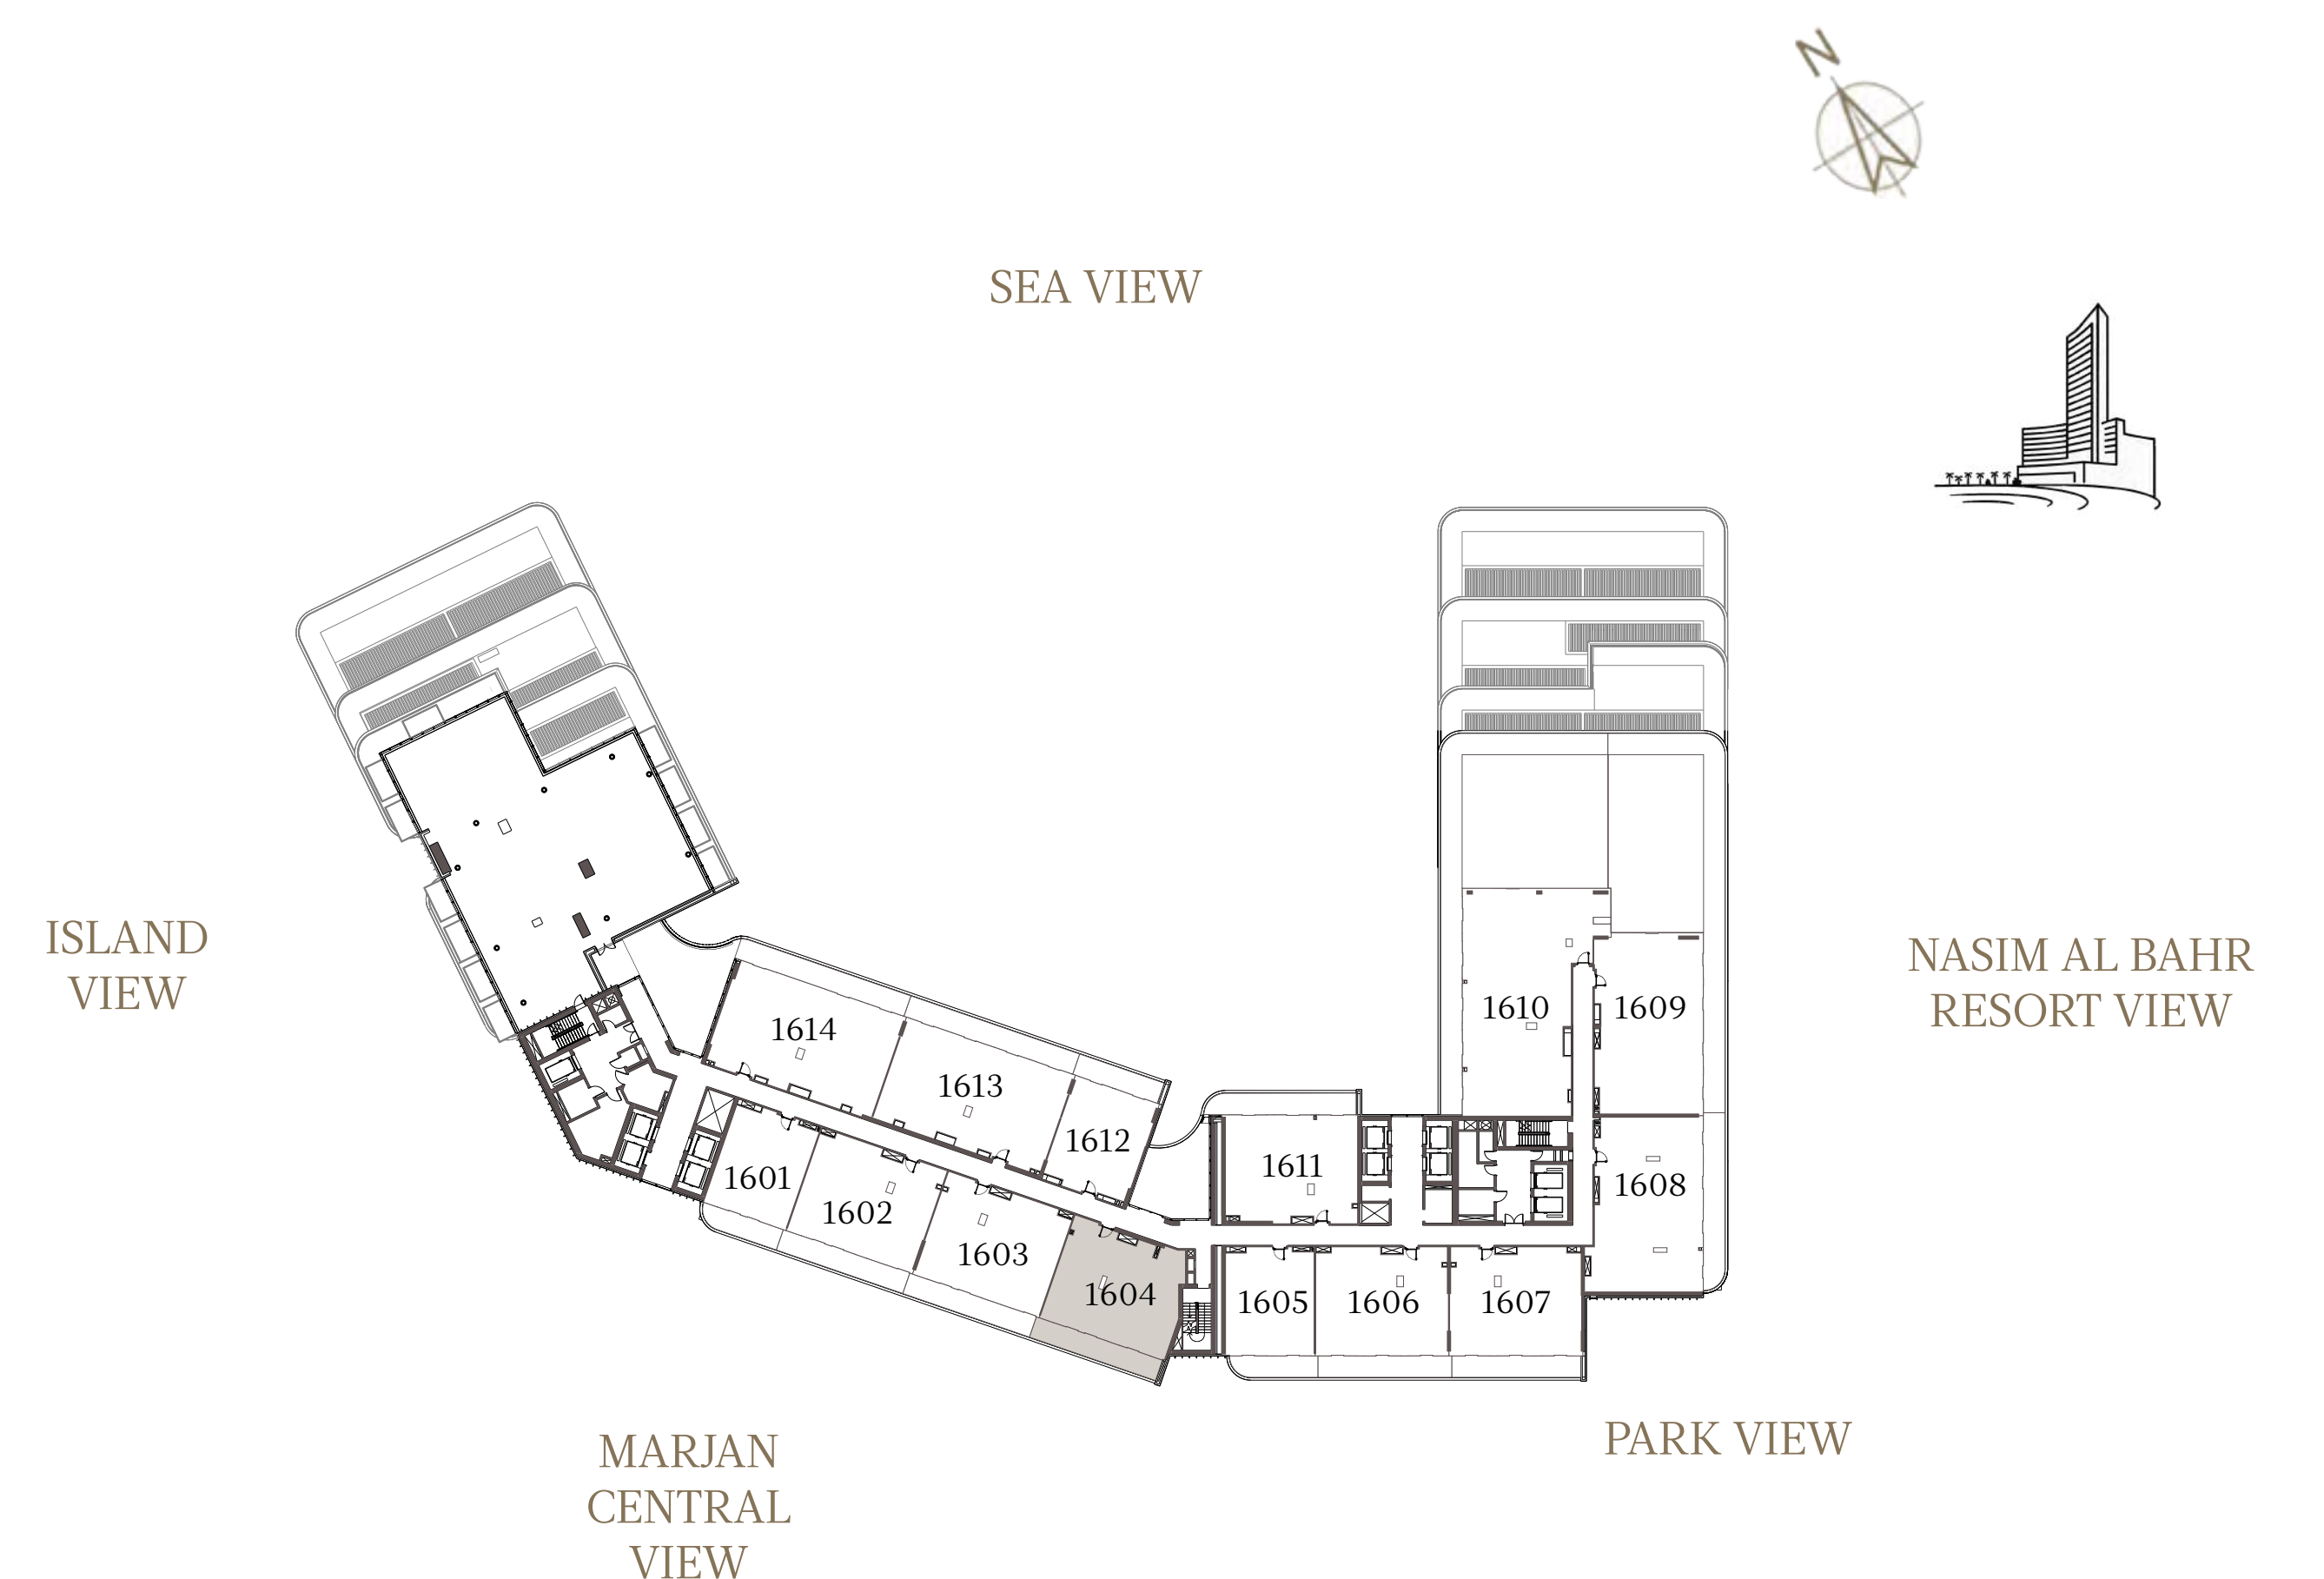 N
SEA VIEW
ISLAND
VIEW
NASIM AL BAHR
RESORT VIEW
1614
1613
1612
1611
1610
1609
1601
1602
1603
1604
1605
1606
1607
1608
MARJAN
CENTRAL
VIEW
PARK VIEW